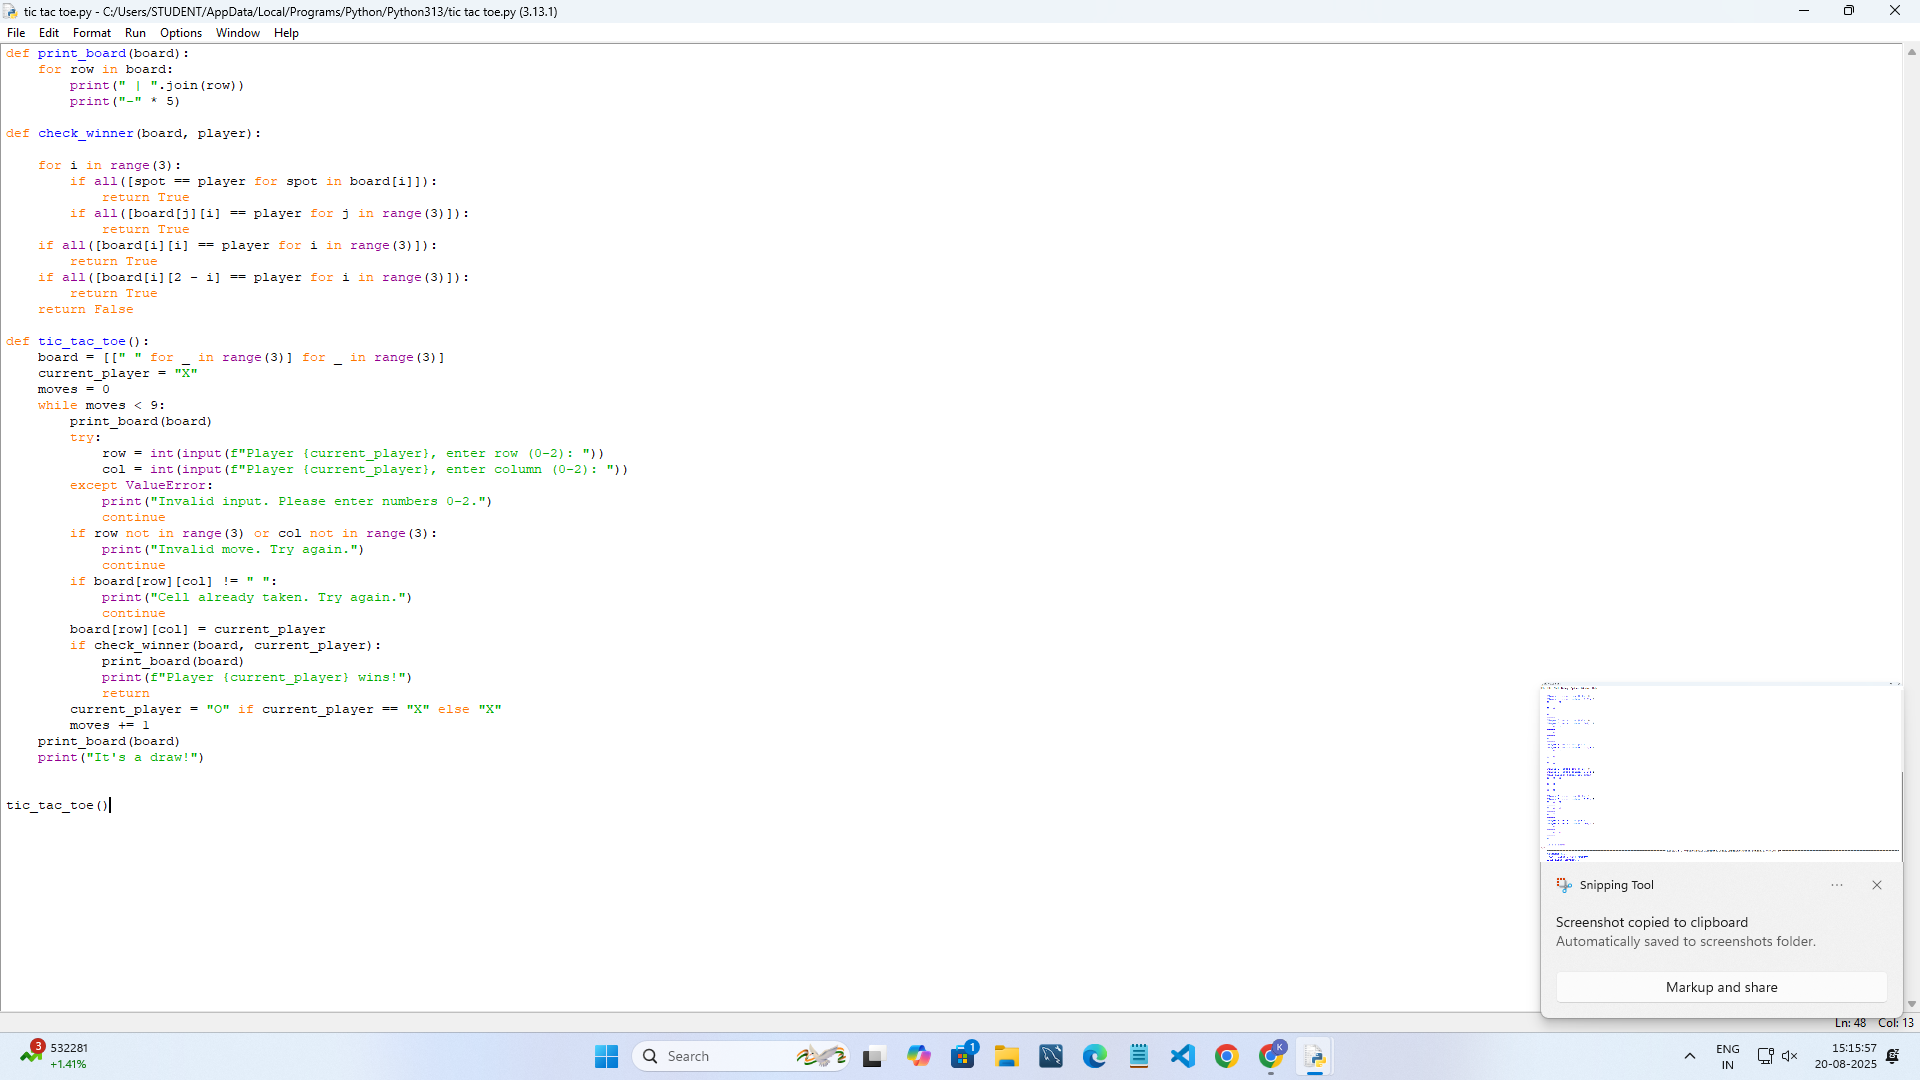 tic tac toe.py - C:/Users/STUDENT/AppData/Local/Programs/Python/Python313/tic tac toe.py (3.13.1)
File Edit Format Run Options Window Help
def print_board(board):
    for row in board:
        print(" | ".join(row))
        print("-" * 5)

def check_winner(board, player):

    for i in range(3):
        if all([spot == player for spot in board[i]]):
            return True
        if all([board[j][i] == player for j in range(3)]):
            return True
    if all([board[i][i] == player for i in range(3)]):
        return True
    if all([board[i][2 - i] == player for i in range(3)]):
        return True
    return False

def tic_tac_toe():
    board = [[" " for _ in range(3)] for _ in range(3)]
    current_player = "X"
    moves = 0
    while moves < 9:
        print_board(board)
        try:
            row = int(input(f"Player {current_player}, enter row (0-2): "))
            col = int(input(f"Player {current_player}, enter column (0-2): "))
        except ValueError:
            print("Invalid input. Please enter numbers 0-2.")
            continue
        if row not in range(3) or col not in range(3):
            print("Invalid move. Try again.")
            continue
        if board[row][col] != " ":
            print("Cell already taken. Try again.")
            continue
        board[row][col] = current_player
        if check_winner(board, current_player):
            print_board(board)
            print(f"Player {current_player} wins!")
            return
        current_player = "O" if current_player == "X" else "X"
        moves += 1
    print_board(board)
    print("It's a draw!")


tic_tac_toe()
Snipping Tool
Screenshot copied to clipboard
Automatically saved to screenshots folder.
Markup and share
Ln: 48 Col: 13
3
532281
+1.41%
Search
1
K
ENG
IN
15:15:57
20-08-2025